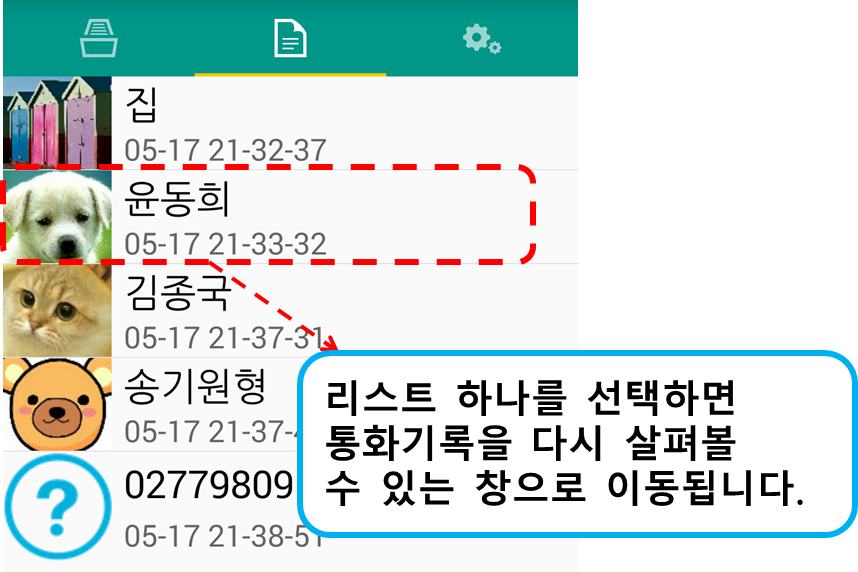 집
05-17 21-32-37
윤동희
05-17 21-33-32
김종국
05-17 21-37-31
송기원형
05-17 21-37-
리스트 하나를 선택하면
통화기록을 다시 살펴볼
수 있는 창으로 이동됩니다.
02779809
05-17 21-38-51